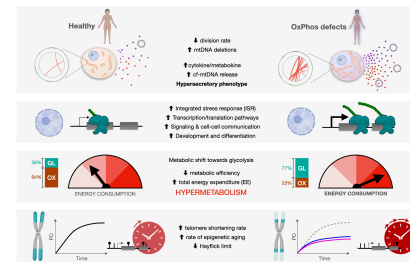 Healthy
OxPhos defects
⬇ division rate
⬆ mtDNA deletions
⬆cytokine/metabokine
⬆ cf-mtDNA release
Hypersecretory phenotype
⬆ Integrated stress response (ISR)
⬆ Transcription/translation pathways
⬆ Signaling & cell-cell communication
⬆ Development and differentiation
Metabolic shift towards glycolysis
⬇ metabolic efficiency
⬆ total energy expenditure (EE)
HYPERMETABOLISM
36% GL
64% OX
ENERGY CONSUMPTION
77% GL
23% OX
ENERGY CONSUMPTION
⬆ telomere shortening rate
⬆ rate of epigenetic aging
⬇ Hayflick limit
PD
Time
PD
Time